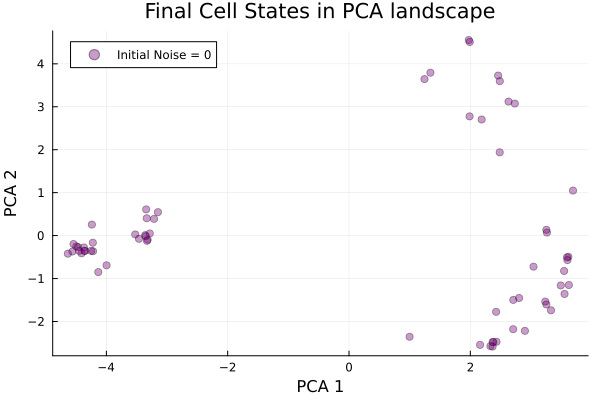 Final Cell States in PCA landscape
Initial Noise = 0
PCA 2
4
3
2
1
0
−1
−2
−4
−2
0
2
PCA 1